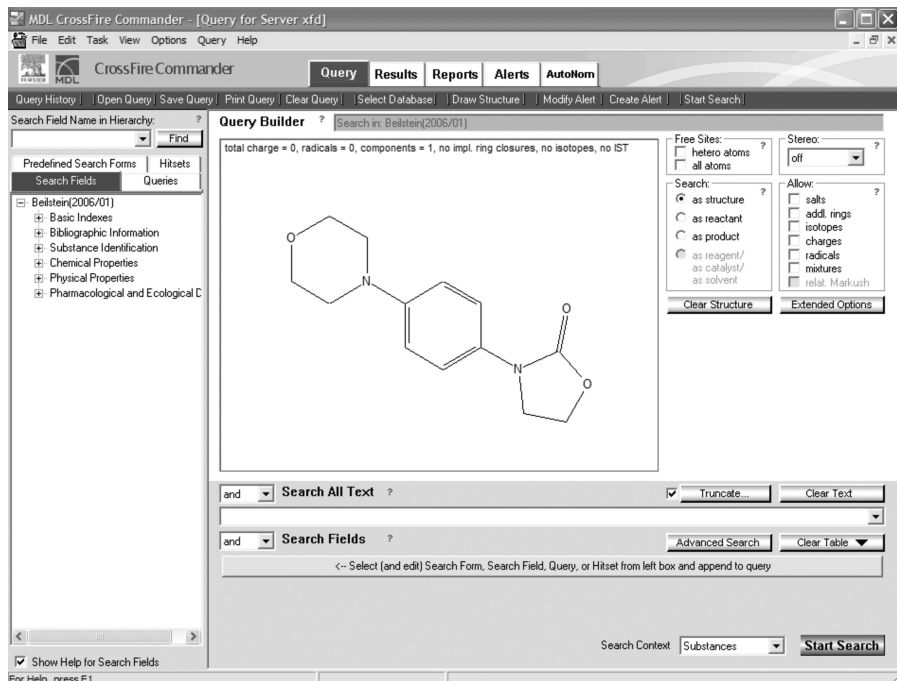 MDL CrossFire Commander - [Query for Server xfd]
File Edit Task View Options Query Help
ELSEVIER MDL CrossFire Commander Query Results Reports Alerts AutoNom
Query History Open Query Save Query Print Query Clear Query Select Database Draw Structure Modify Alert Create Alert Start Search
Search Field Name in Hierarchy: ?
Find
Predefined Search Forms Hitsets
Search Fields Queries
Beilstein(2006/01)
Basic Indexes
Bibliographic Information
Substance Identification
Chemical Properties
Physical Properties
Pharmacological and Ecological D
Show Help for Search Fields
For Help, press F1
Query Builder ? Search in: Beilstein(2006/01)
total charge = 0, radicals = 0, components = 1, no impl. ring closures, no isotopes, no IST
O
N
O
N
O
Free Sites: ?
hetero atoms
all atoms
Stereo: ?
off
Search: ?
as structure
as reactant
as product
as reagent/
as catalyst/
as solvent
Allow: ?
salts
addl. rings
isotopes
charges
radicals
mixtures
relat. Markush
Clear Structure Extended Options
and Search All Text ? Truncate... Clear Text
and Search Fields ? Advanced Search Clear Table
<-- Select (and edit) Search Form, Search Field, Query, or Hitset from left box and append to query
Search Context Substances Start Search